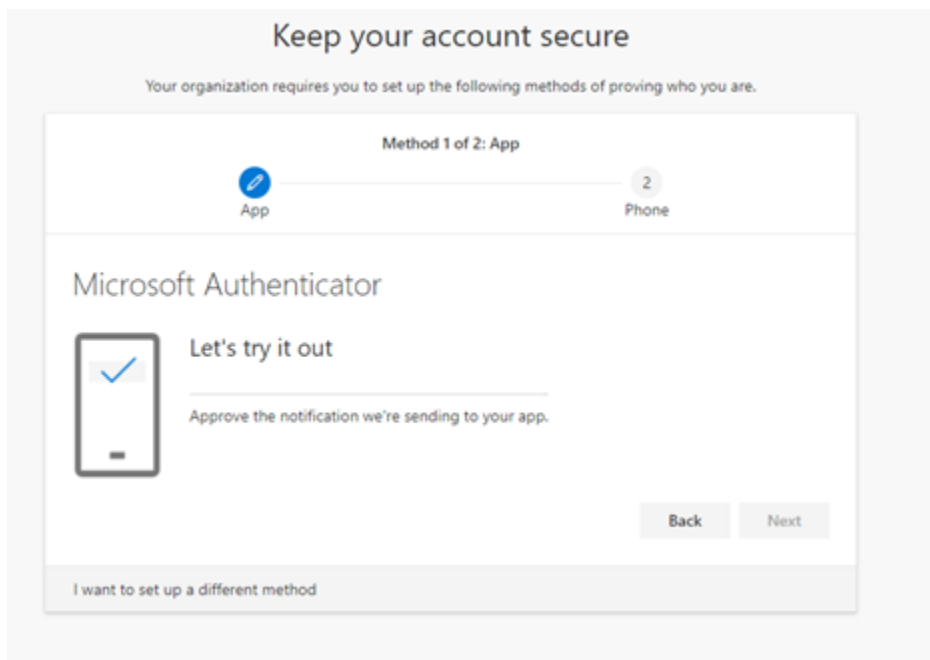 Keep your account secure
Your organization requires you to set up the following methods of proving who you are.
Method 1 of 2: App
2
App
Phone
Microsoft Authenticator
Let's try it out
Approve the notification we're sending to your app.
Back
Next
I want to set up a different method